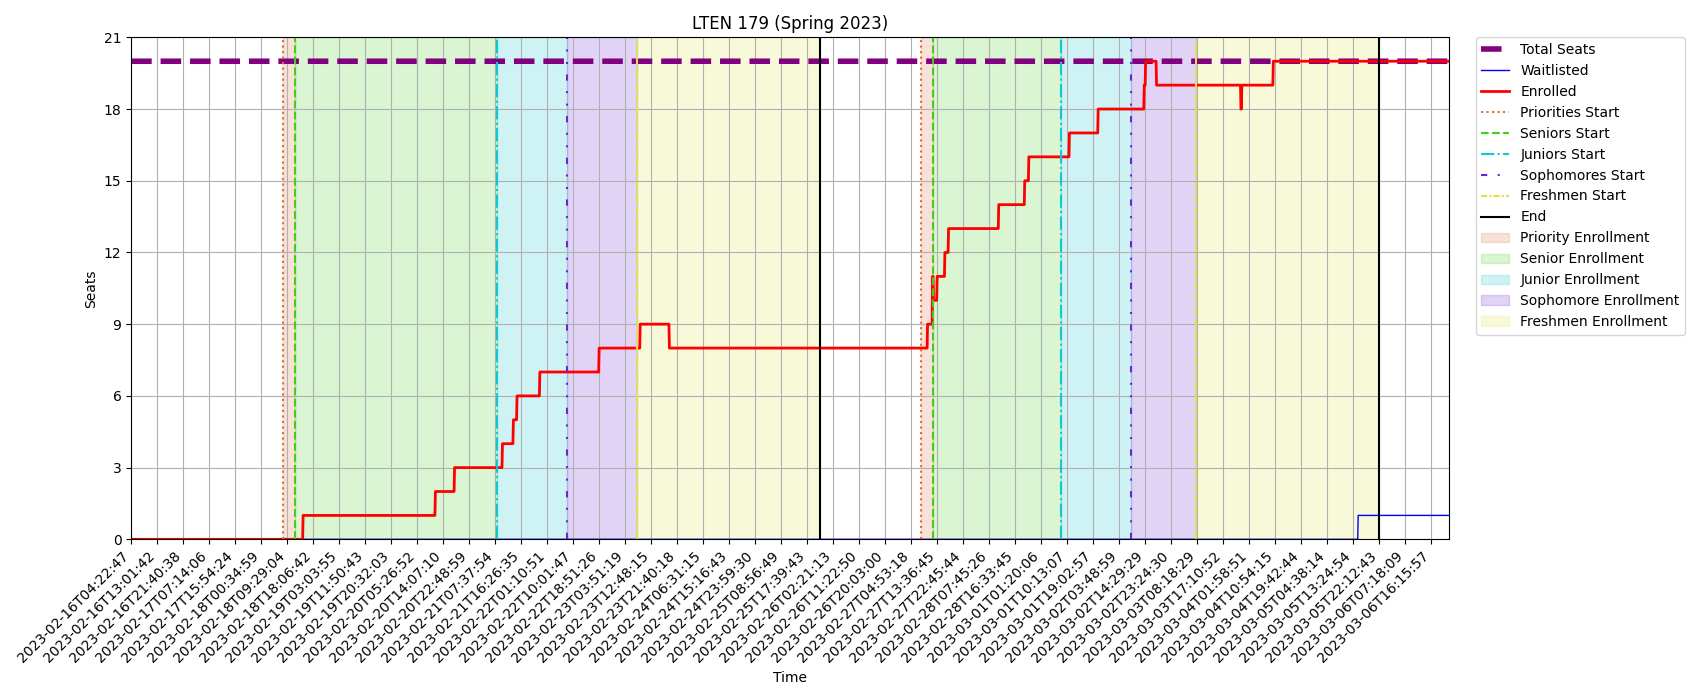 LTEN 179 (Spring 2023)
21
18
15
12
9
6
3
0
Seats
2023-02-16T04:22:47
2023-02-16T13:01:42
2023-02-16T21:40:38
2023-02-17T07:14:06
2023-02-17T15:54:24
2023-02-18T00:34:59
2023-02-18T09:29:04
2023-02-18T18:06:42
2023-02-19T03:03:55
2023-02-19T11:50:43
2023-02-19T20:32:03
2023-02-20T05:26:52
2023-02-20T14:07:10
2023-02-20T22:48:59
2023-02-21T07:37:54
2023-02-21T16:26:35
2023-02-22T01:10:51
2023-02-22T10:01:47
2023-02-22T18:51:26
2023-02-23T03:51:19
2023-02-23T12:48:15
2023-02-23T21:40:18
2023-02-24T06:31:15
2023-02-24T15:16:43
2023-02-24T23:59:30
2023-02-25T08:56:49
2023-02-25T17:39:43
2023-02-26T02:21:13
2023-02-26T11:22:50
2023-02-26T20:03:00
2023-02-27T04:53:18
2023-02-27T13:36:45
2023-02-27T22:45:44
2023-02-28T07:45:26
2023-02-28T16:33:45
2023-03-01T01:20:06
2023-03-01T10:13:07
2023-03-01T19:02:57
2023-03-02T03:48:59
2023-03-02T14:29:29
2023-03-02T23:24:30
2023-03-03T08:18:29
2023-03-03T17:10:52
2023-03-04T01:58:51
2023-03-04T10:54:15
2023-03-04T19:42:44
2023-03-05T04:38:14
2023-03-05T13:24:54
2023-03-05T22:12:43
2023-03-06T07:18:09
2023-03-06T16:15:57
Time
Total Seats
Waitlisted
Enrolled
Priorities Start
Seniors Start
Juniors Start
Sophomores Start
Freshmen Start
End
Priority Enrollment
Senior Enrollment
Junior Enrollment
Sophomore Enrollment
Freshmen Enrollment